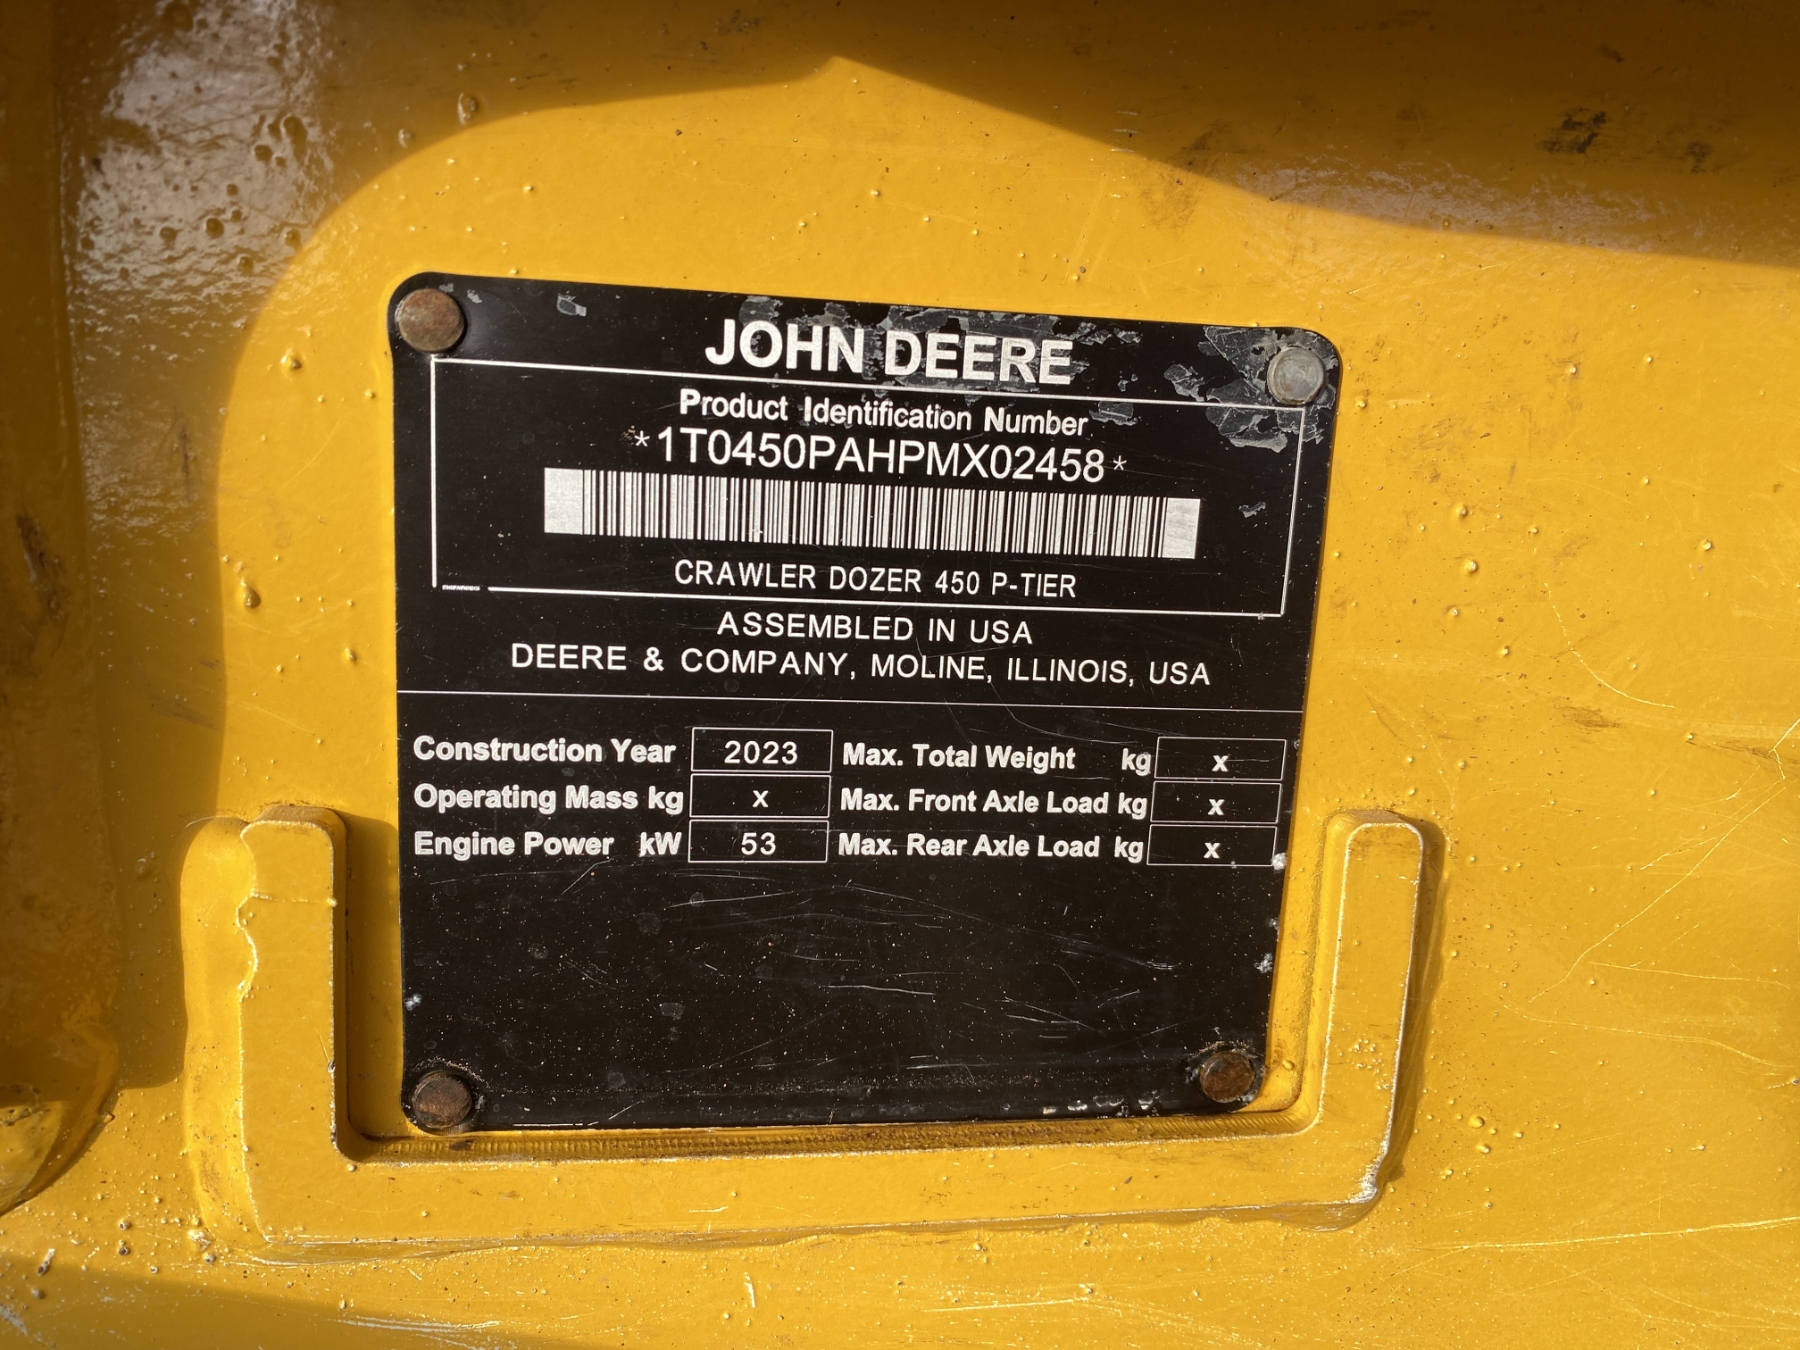 JOHN DEERE
Product Identification Number
*1T0450PAHPMX02458*
CRAWLER DOZER 450 P-TIER
ASSEMBLED IN USA
DEERE & COMPANY, MOLINE, ILLINOIS, USA
Construction Year 2023 Max. Total Weight kg x
Operating Mass kg x Max. Front Axle Load kg x
Engine Power kW 53 Max. Rear Axle Load kg x